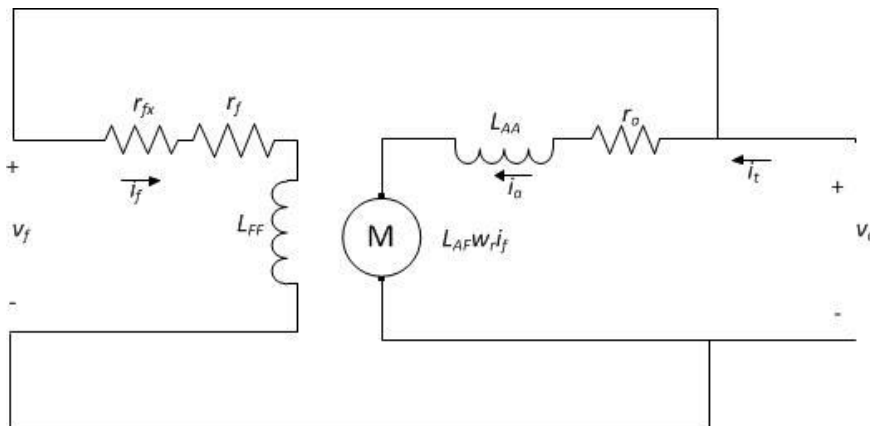 r_fx r_f
L_AA
r_a
+
i_f
i_a
i_t
+
v_f
L_FF
M
L_AF w_r i_f
-
-